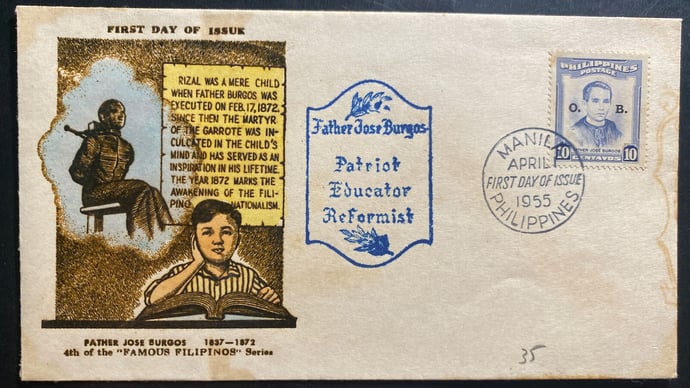 FIRST DAY OF ISSUE
RIZAL WAS A MERE CHILD
WHEN FATHER BURGOS WAS
EXECUTED ON FEB. 17, 1872.
SINCE THEN THE MARTYR
OF THE GARROTE WAS IN-
CULCATED IN THE CHILD'S
MIND AND HAS SERVED AS AN
INSPIRATION IN HIS LIFETIME.
THE YEAR 1872 MARKS THE
AWAKENING OF THE FILI-
PINO NATIONALISM.
FATHER JOSE BURGOS 1837—1872
4th of the "FAMOUS FILIPINOS" Series
Father Jose Burgos
Patriot
Educator
Reformist
PHILIPPINES
POSTAGE
O. B.
FATHER JOSE BURGOS
10 CENTAVOS 10
MANILA
APRIL
FIRST DAY OF ISSUE
1955
PHILIPPINES
35